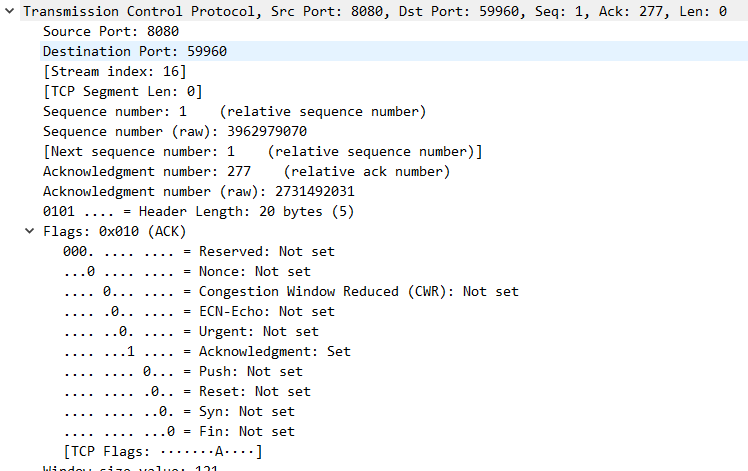 Transmission Control Protocol, Src Port: 8080, Dst Port: 59960, Seq: 1, Ack: 277, Len: 0
Source Port: 8080
Destination Port: 59960
[Stream index: 16]
[TCP Segment Len: 0]
Sequence number: 1    (relative sequence number)
Sequence number (raw): 3962979070
[Next sequence number: 1    (relative sequence number)]
Acknowledgment number: 277    (relative ack number)
Acknowledgment number (raw): 2731492031
0101 .... = Header Length: 20 bytes (5)
Flags: 0x010 (ACK)
000. .... .... = Reserved: Not set
...0 .... .... = Nonce: Not set
.... 0... .... = Congestion Window Reduced (CWR): Not set
.... .0.. .... = ECN-Echo: Not set
.... ..0. .... = Urgent: Not set
.... ...1 .... = Acknowledgment: Set
.... .... 0... = Push: Not set
.... .... .0.. = Reset: Not set
.... .... ..0. = Syn: Not set
.... .... ...0 = Fin: Not set
[TCP Flags: ·······A····]
Window size value: 121